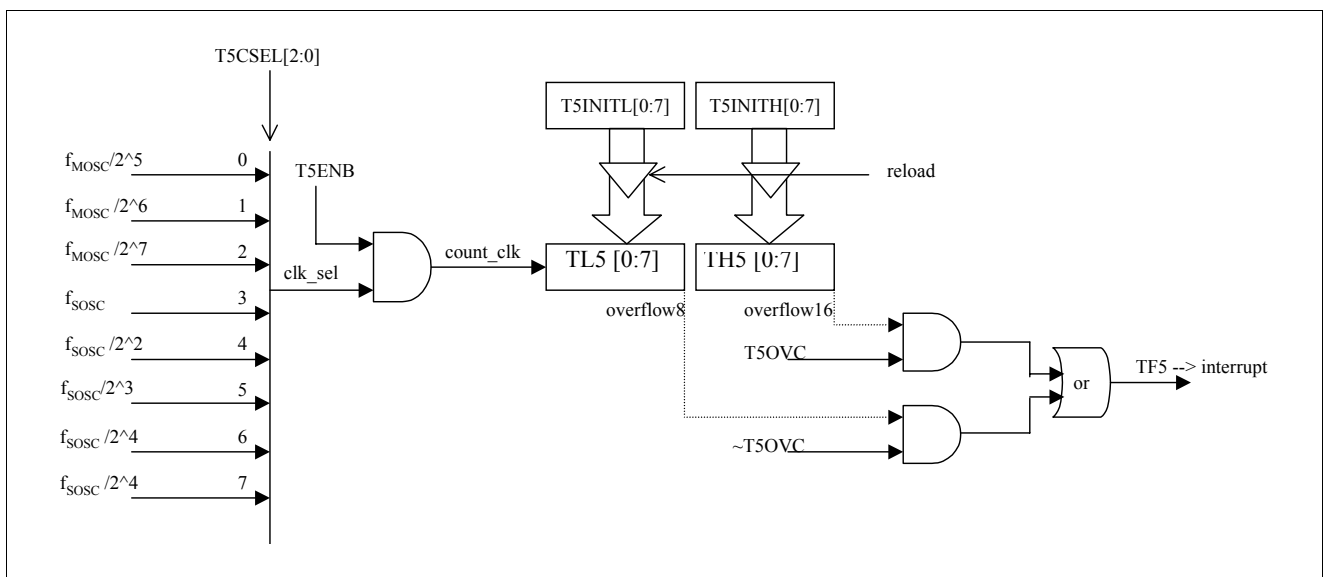 T5CSEL[2:0]
T5INITL[0:7] T5INITH[0:7]
fMOSC/2^5 0
T5ENB
reload
fMOSC /2^6 1
fMOSC /2^7 2
clk_sel
count_clk
TL5 [0:7] TH5 [0:7]
fSOSC 3
overflow8 overflow16
fSOSC /2^2 4
T5OVC
or
TF5 --> interrupt
fSOSC/2^3 5
fSOSC /2^4 6
~T5OVC
fSOSC /2^4 7